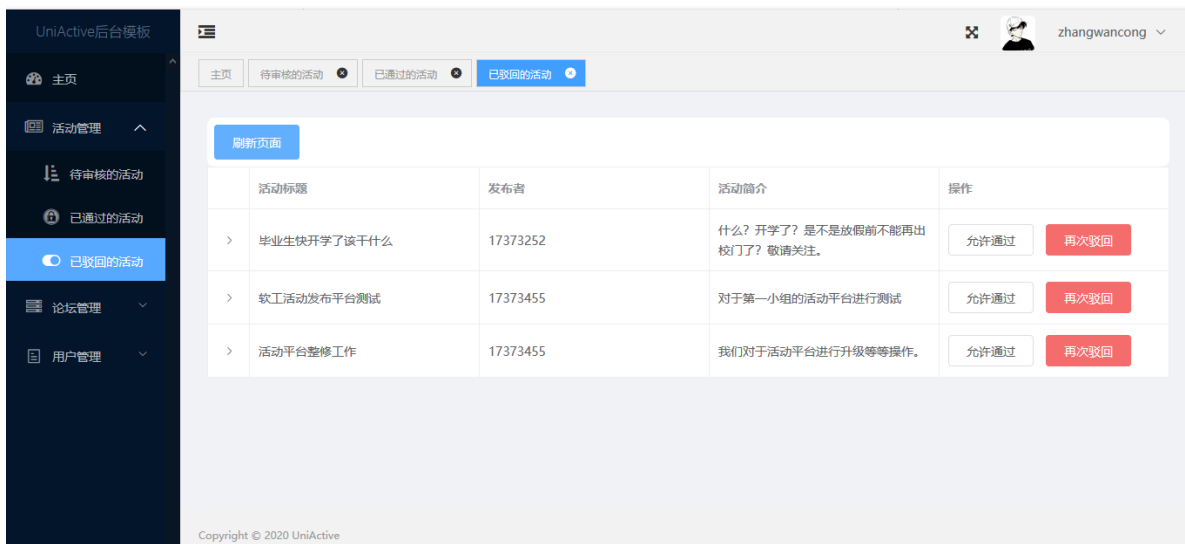 UniActive后台模板
zhangwancong
主页
活动管理
待审核的活动
已通过的活动
已驳回的活动
论坛管理
用户管理
主页 待审核的活动 已通过的活动 已驳回的活动
刷新页面
活动标题 发布者 活动简介 操作
毕业生快开学了该干什么 17373252 什么？开学了？是不是放假前不能再出
校门了？敬请关注。 允许通过 再次驳回
软工活动发布平台测试 17373455 对于第一小组的活动平台进行测试 允许通过 再次驳回
活动平台整修工作 17373455 我们对于活动平台进行升级等等操作。 允许通过 再次驳回
Copyright © 2020 UniActive